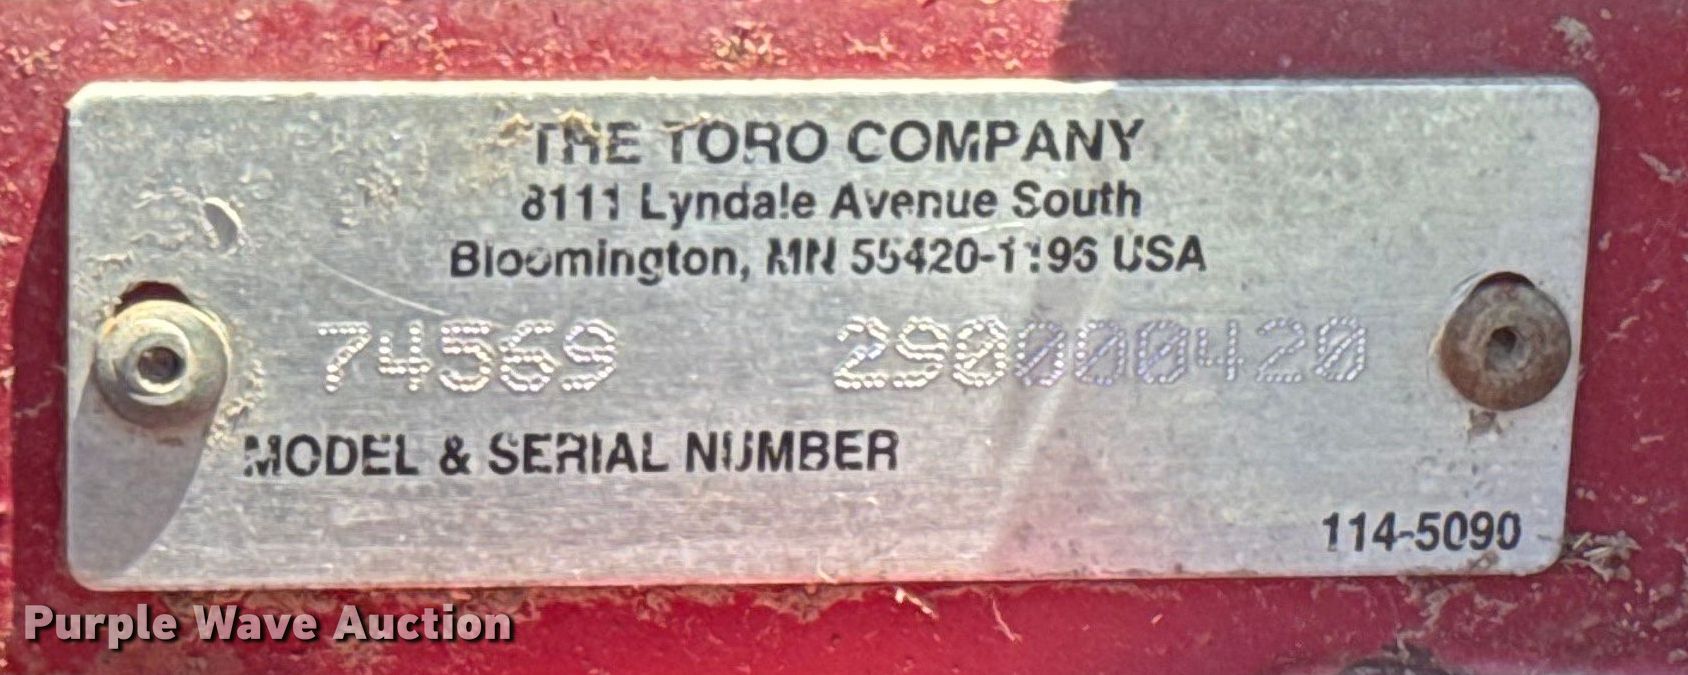 THE TORO COMPANY
8111 Lyndale Avenue South
Bloomington, MN 55420-1196 USA
74569 290000420
MODEL & SERIAL NUMBER
114-5090
Purple Wave Auction